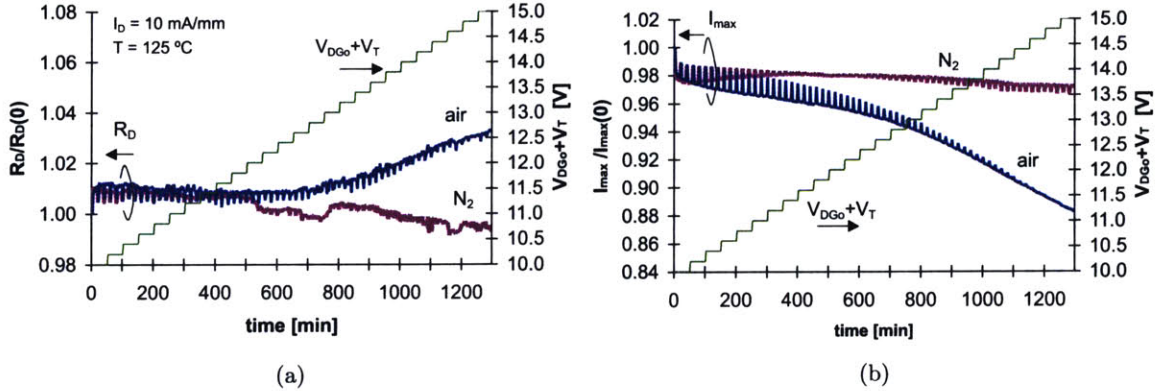 I_D = 10 mA/mm
T = 125 ºC
V_DGo+V_T
R_D
air
N₂
R_D/R_D(0)
1.10
1.08
1.06
1.04
1.02
1.00
0.98
15.0
14.5
14.0
13.5
13.0
12.5
12.0
11.5
11.0
10.5
10.0
V_DGo+V_T [V]
0 200 400 600 800 1000 1200
time [min]
(a)
I_max
N₂
air
V_DGo+V_T
I_max /I_max(0)
1.02
1.00
0.98
0.96
0.94
0.92
0.90
0.88
0.86
0.84
15.0
14.5
14.0
13.5
13.0
12.5
12.0
11.5
11.0
10.5
10.0
V_DGo+V_T [V]
0 200 400 600 800 1000 1200
time [min]
(b)